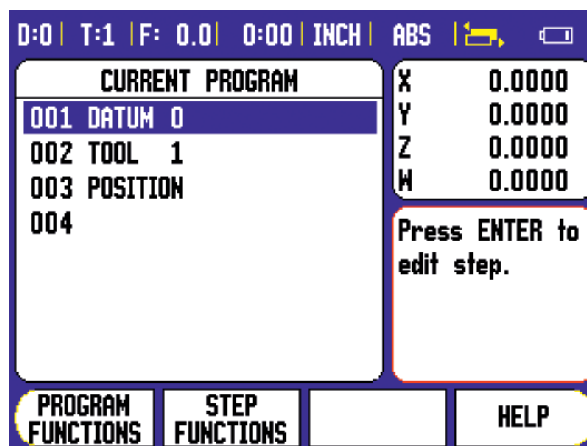 D:0 | T:1 | F: 0.0 | 0:00 | INCH | ABS |
CURRENT PROGRAM
001 DATUM 0
002 TOOL 1
003 POSITION
004
X 0.0000
Y 0.0000
Z 0.0000
W 0.0000
Press ENTER to
edit step.
PROGRAM
FUNCTIONS
STEP
FUNCTIONS
HELP